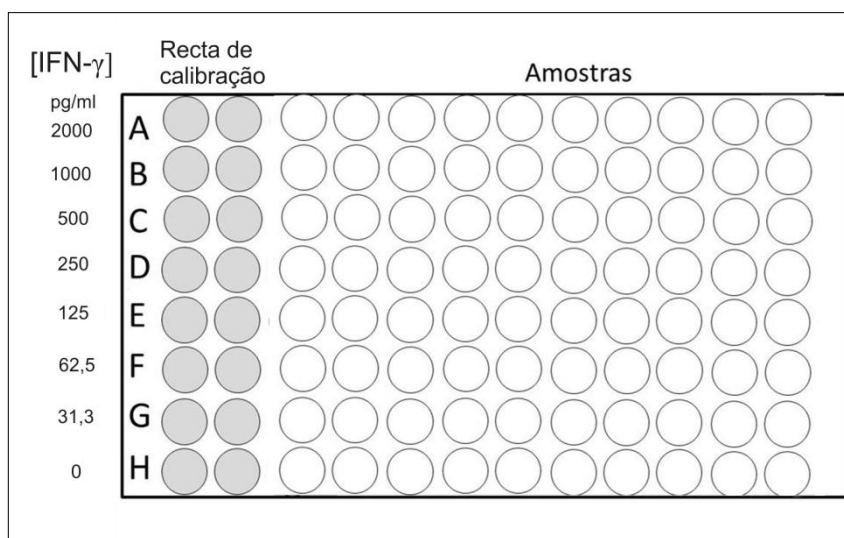 [IFN-γ]
Recta de
calibração
Amostras
pg/ml
2000
A
1000
B
500
C
250
D
125
E
62,5
F
31,3
G
0
H